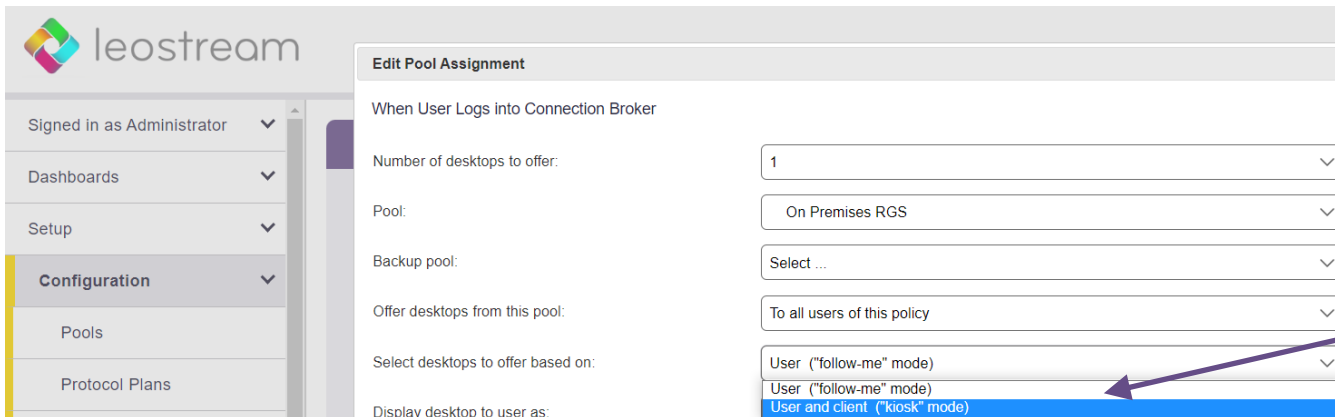 leostream
Signed in as Administrator
Dashboards
Setup
Configuration
Pools
Protocol Plans
Edit Pool Assignment
When User Logs into Connection Broker
Number of desktops to offer:
1
Pool:
On Premises RGS
Backup pool:
Select ...
Offer desktops from this pool:
To all users of this policy
Select desktops to offer based on:
User ("follow-me" mode)
User ("follow-me" mode)
User and client ("kiosk" mode)
Display desktop to user as: